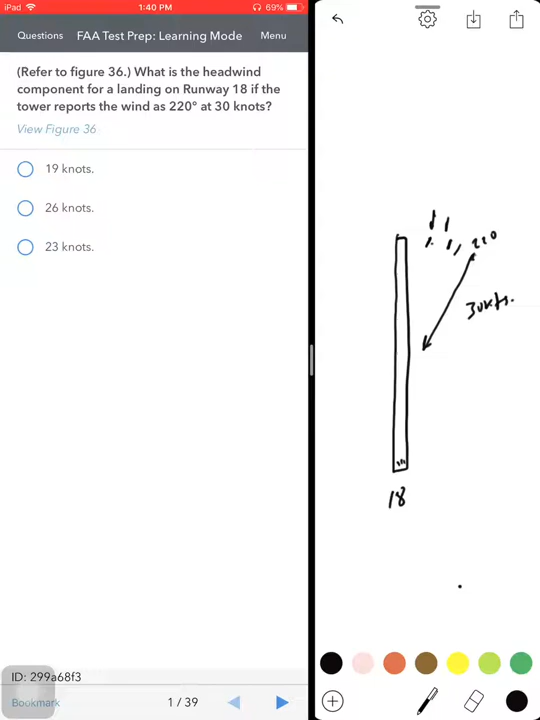 iPad 1:40 PM 69%
Questions FAA Test Prep: Learning Mode Menu
(Refer to figure 36.) What is the headwind
component for a landing on Runway 18 if the
tower reports the wind as 220° at 30 knots?
View Figure 36
19 knots.
26 knots.
23 knots.
ID: 299a68f3
Bookmark 1 / 39
220
30kts.
18